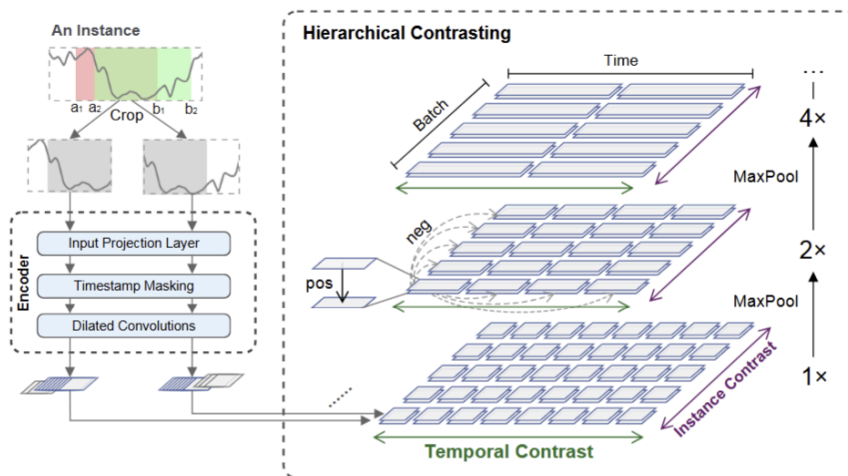 An Instance
a₁ a₂ b₁ b₂
Crop
Encoder
Input Projection Layer
Timestamp Masking
Dilated Convolutions
Hierarchical Contrasting
Time
Batch
...
4×
MaxPool
neg
pos
2×
MaxPool
1×
Instance Contrast
Temporal Contrast
......